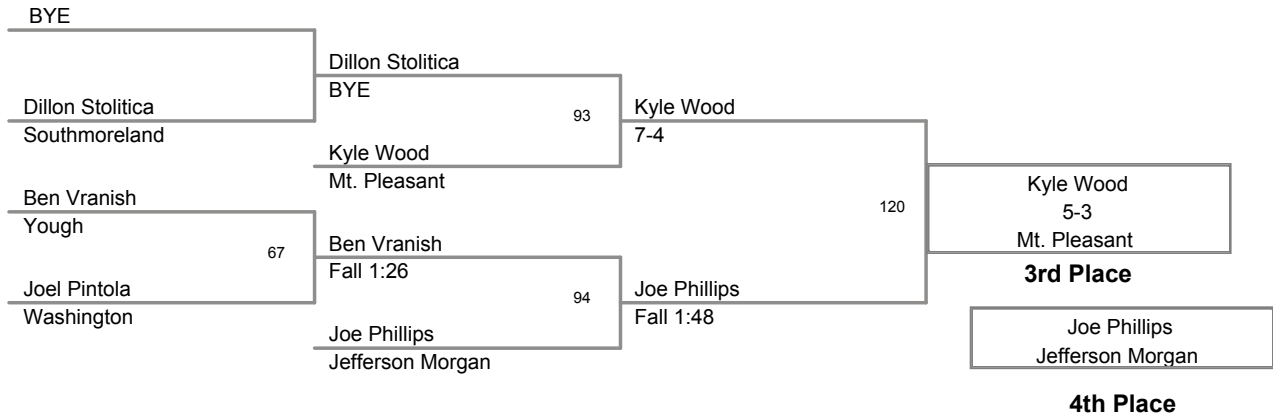 BYE
Dillon Stolitica
BYE
Dillon Stolitica
Southmoreland
93
Kyle Wood
7-4
Kyle Wood
Mt. Pleasant
Ben Vranish
Yough
67
Ben Vranish
Fall 1:26
Joel Pintola
Washington
94
Joe Phillips
Fall 1:48
Joe Phillips
Jefferson Morgan
120
Kyle Wood
5-3
Mt. Pleasant
3rd Place
Joe Phillips
Jefferson Morgan
4th Place